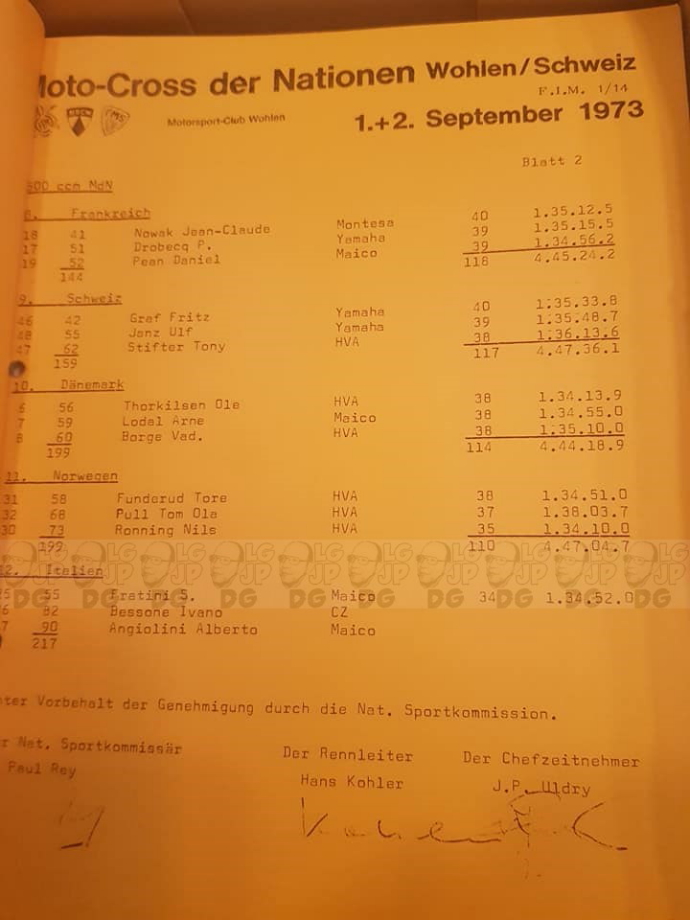 Moto-Cross der Nationen Wohlen/Schweiz
F.I.M. 1/14
Motorsport-Club Wohlen 1.+2. September 1973
Blatt 2
500 ccm MdN
8. Frankreich
18 41 Nowak Jean-Claude Montesa 40 1.35.12.5
17 51 Drobecq P. Yamaha 39 1.35.15.5
19 52 Pean Daniel Maico 39 1.34.56.2
144 118 4.45.24.2
9. Schweiz
46 42 Graf Fritz Yamaha 40 1.35.33.8
48 55 Janz Ulf Yamaha 39 1.35.48.7
47 62 Stifter Tony HVA 38 1.36.13.6
159 117 4.47.36.1
10. Dänemark
6 56 Thorkilsen Ole HVA 38 1.34.13.9
7 59 Lodal Arne Maico 38 1.34.55.0
8 60 Borge Vad. HVA 38 1.35.10.0
199 114 4.44.18.9
11. Norwegen
31 58 Funderud Tore HVA 38 1.34.51.0
32 68 Pull Tom Ola HVA 37 1.38.03.7
30 73 Ronning Nils HVA 35 1.34.10.0
199 110 4.47.04.7
12. Italien
5 55 Fratini S. Maico 34 1.34.52.0
6 82 Bessone Ivano CZ
7 90 Angiolini Alberto Maico
217
ter Vorbehalt der Genehmigung durch die Nat. Sportkommission.
r Nat. Sportkommissär Der Rennleiter Der Chefzeitnehmer
Paul Rey Hans Kohler J.P. Uldry